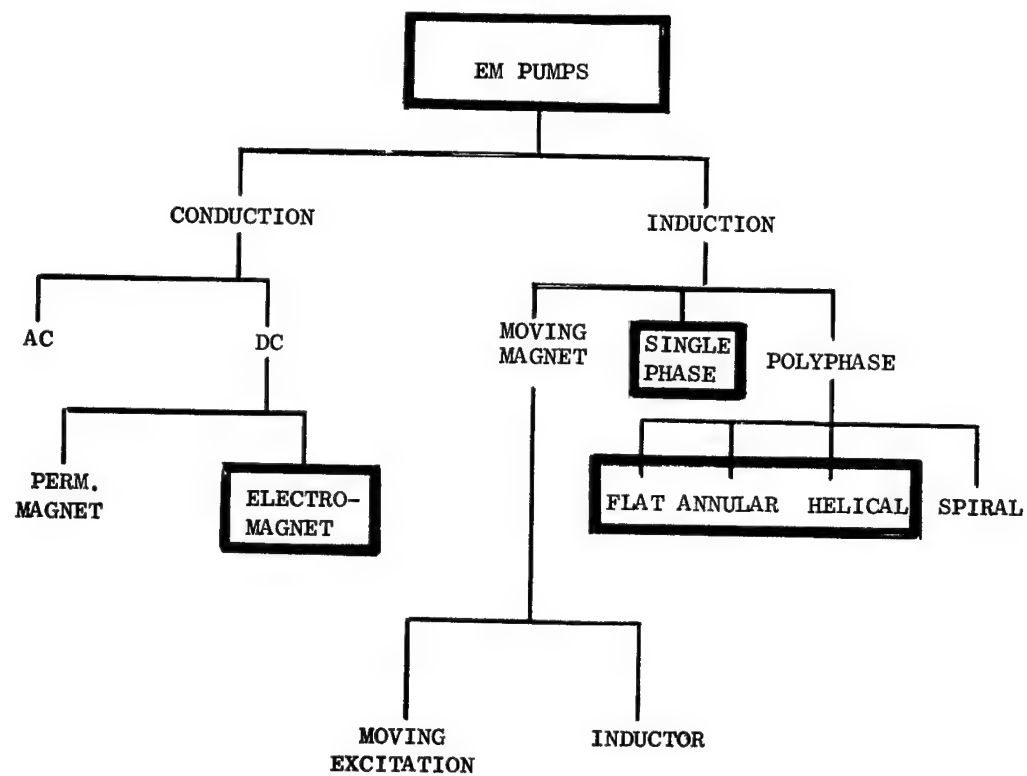 EM PUMPS
CONDUCTION
INDUCTION
AC
DC
MOVING
MAGNET
SINGLE
PHASE
POLYPHASE
PERM.
MAGNET
ELECTRO-
MAGNET
FLAT ANNULAR HELICAL SPIRAL
MOVING
EXCITATION
INDUCTOR